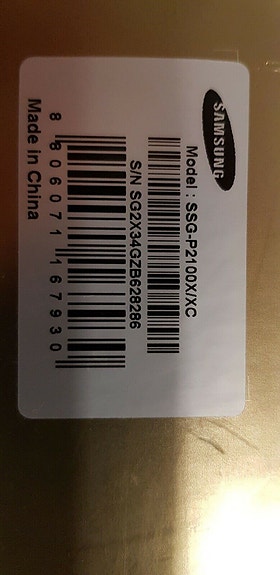 SAMSUNG
Model : SSG-P2100X/XC
S/N SG2X34GZB628286
8 806071 167930
Made in China